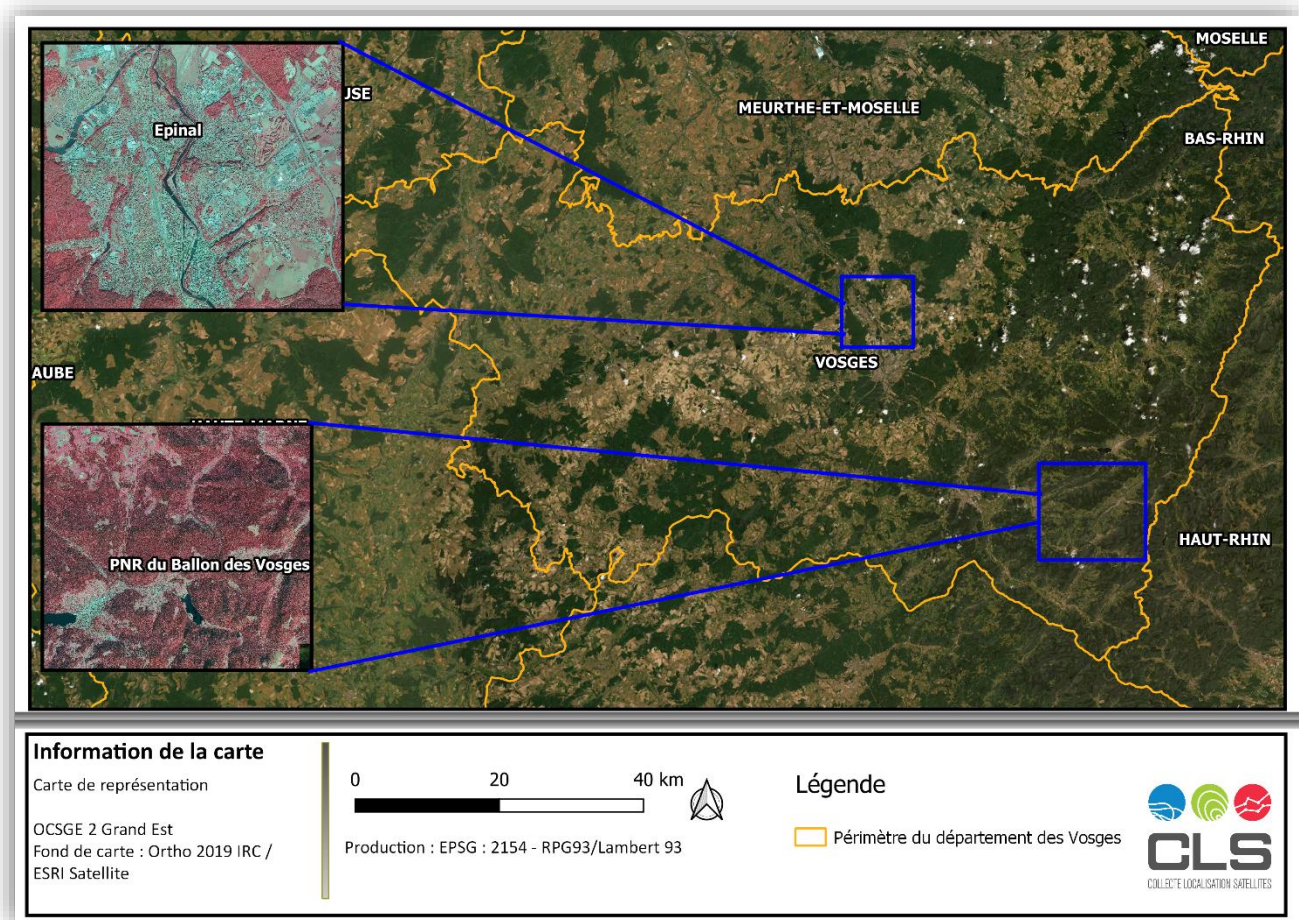 MOSELLE
JSE
MEURTHE-ET-MOSELLE
Epinal
BAS-RHIN
VOSGES
AUBE
PNR du Ballon des Vosges
HAUT-RHIN
Information de la carte
Carte de représentation
OCSGE 2 Grand Est
Fond de carte : Ortho 2019 IRC /
ESRI Satellite
0 20 40 km
Production : EPSG : 2154 - RPG93/Lambert 93
Légende
Périmètre du département des Vosges
CLS
COLLECTE LOCALISATION SATELLITES